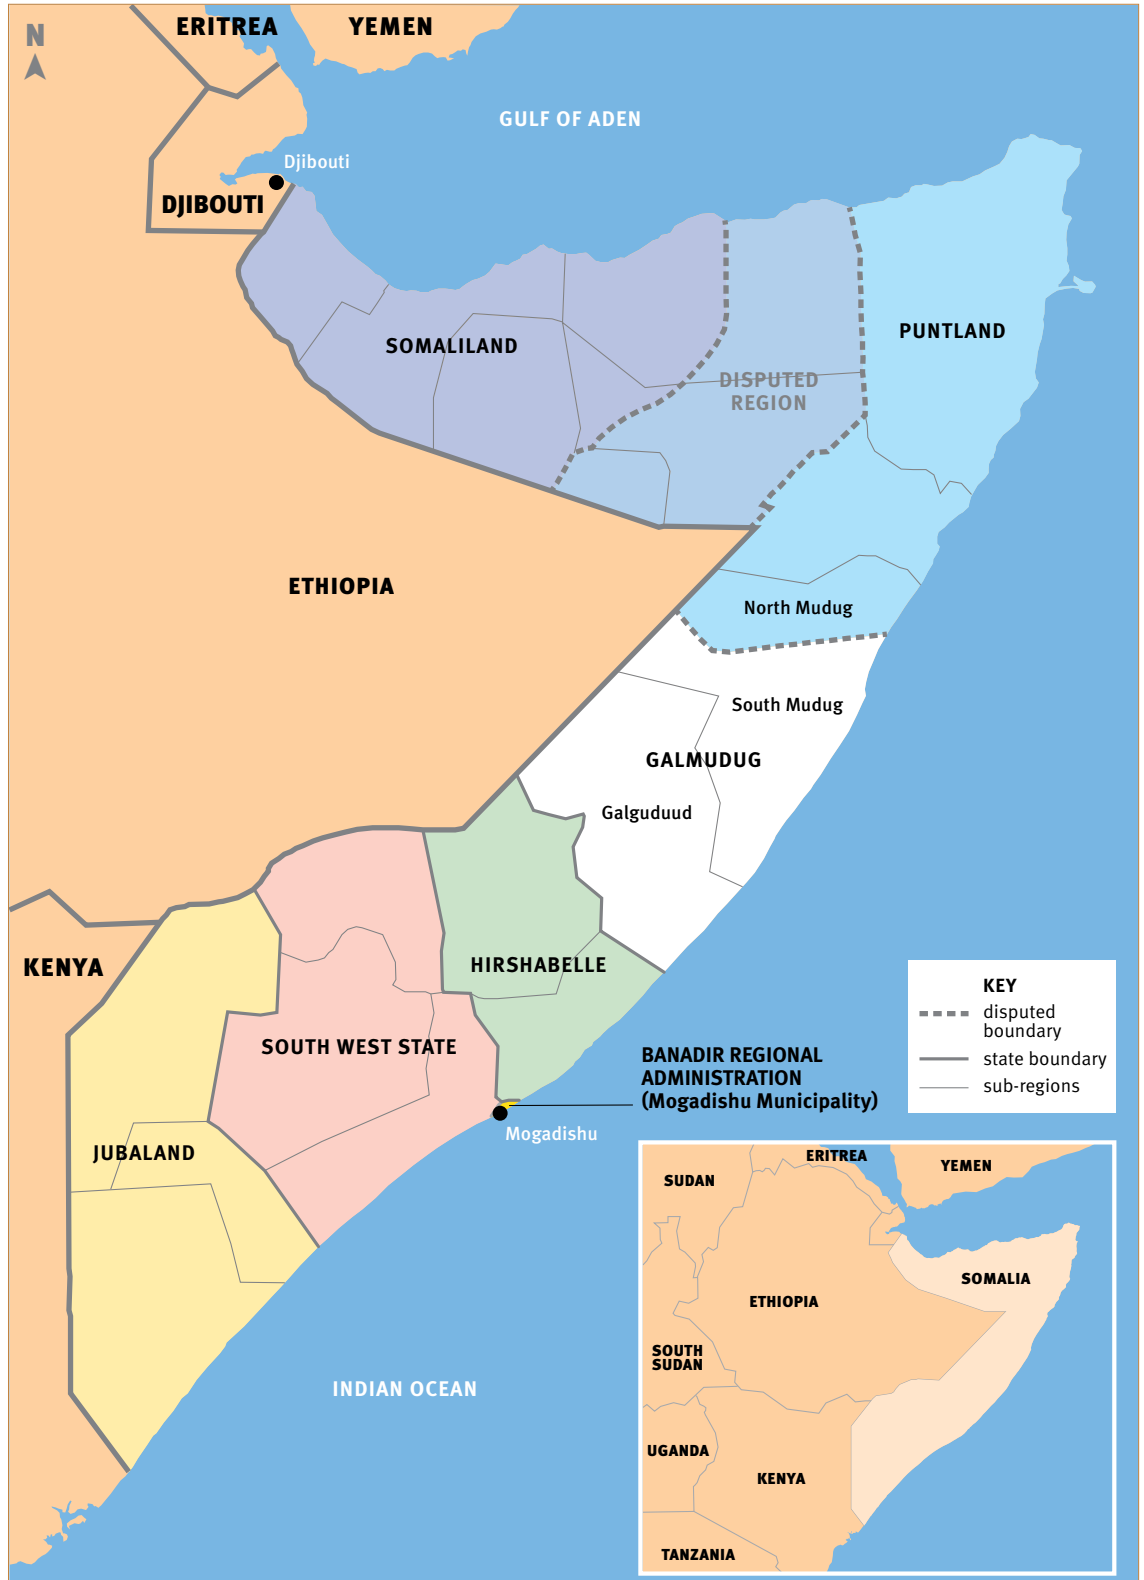 N
ERITREA
YEMEN
GULF OF ADEN
Djibouti
DJIBOUTI
SOMALILAND
DISPUTED
REGION
PUNTLAND
ETHIOPIA
North Mudug
South Mudug
GALMUDUG
Galguduud
KENYA
HIRSHABELLE
SOUTH WEST STATE
BANADIR REGIONAL
ADMINISTRATION
(Mogadishu Municipality)
Mogadishu
JUBALAND
INDIAN OCEAN
KEY
disputed
boundary
state boundary
sub-regions
ERITREA
YEMEN
SUDAN
SOMALIA
ETHIOPIA
SOUTH
SUDAN
UGANDA
KENYA
TANZANIA